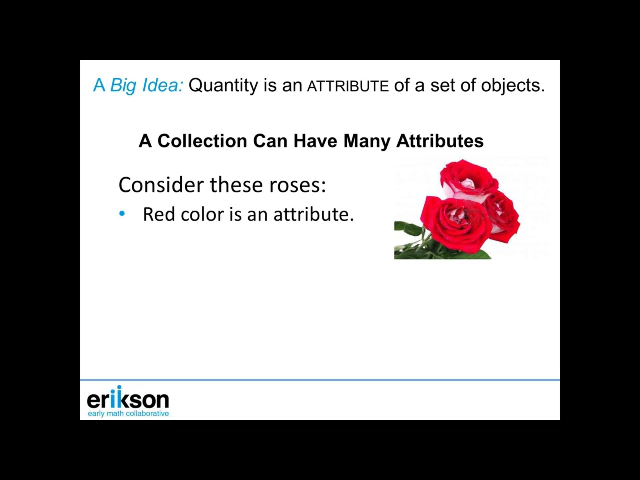 A Big Idea: Quantity is an ATTRIBUTE of a set of objects.
A Collection Can Have Many Attributes
Consider these roses:
• Red color is an attribute.
erikson
early math collaborative